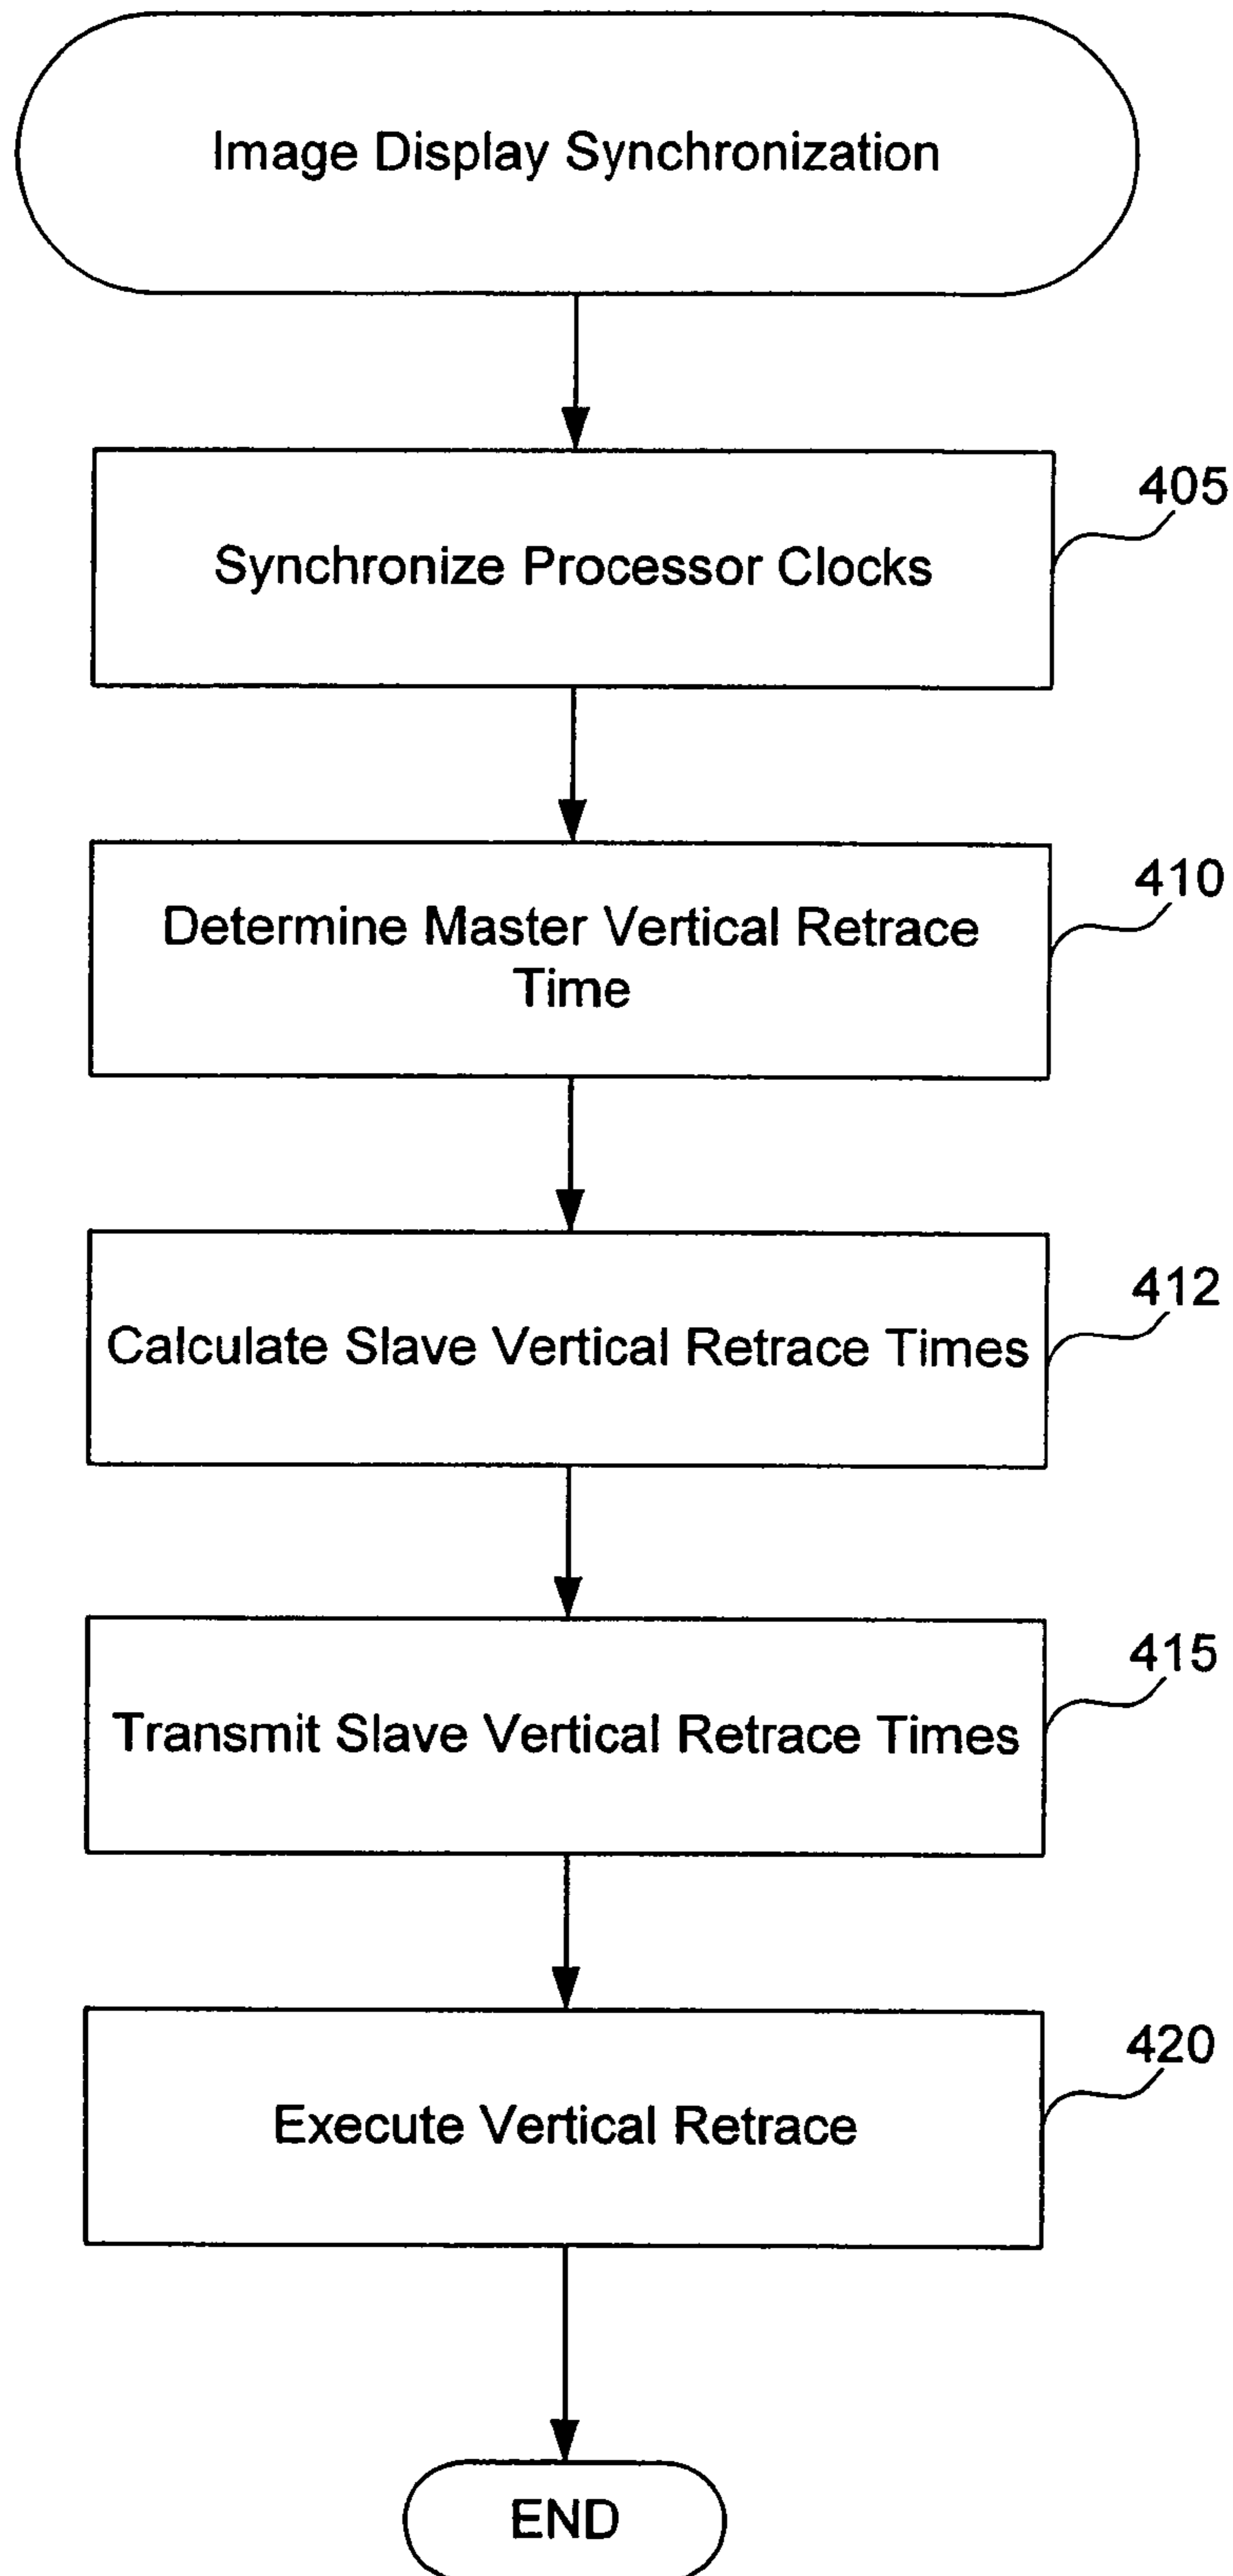 Image Display Synchronization
405
Synchronize Processor Clocks
410
Determine Master Vertical Retrace
Time
412
Calculate Slave Vertical Retrace Times
415
Transmit Slave Vertical Retrace Times
420
Execute Vertical Retrace
END